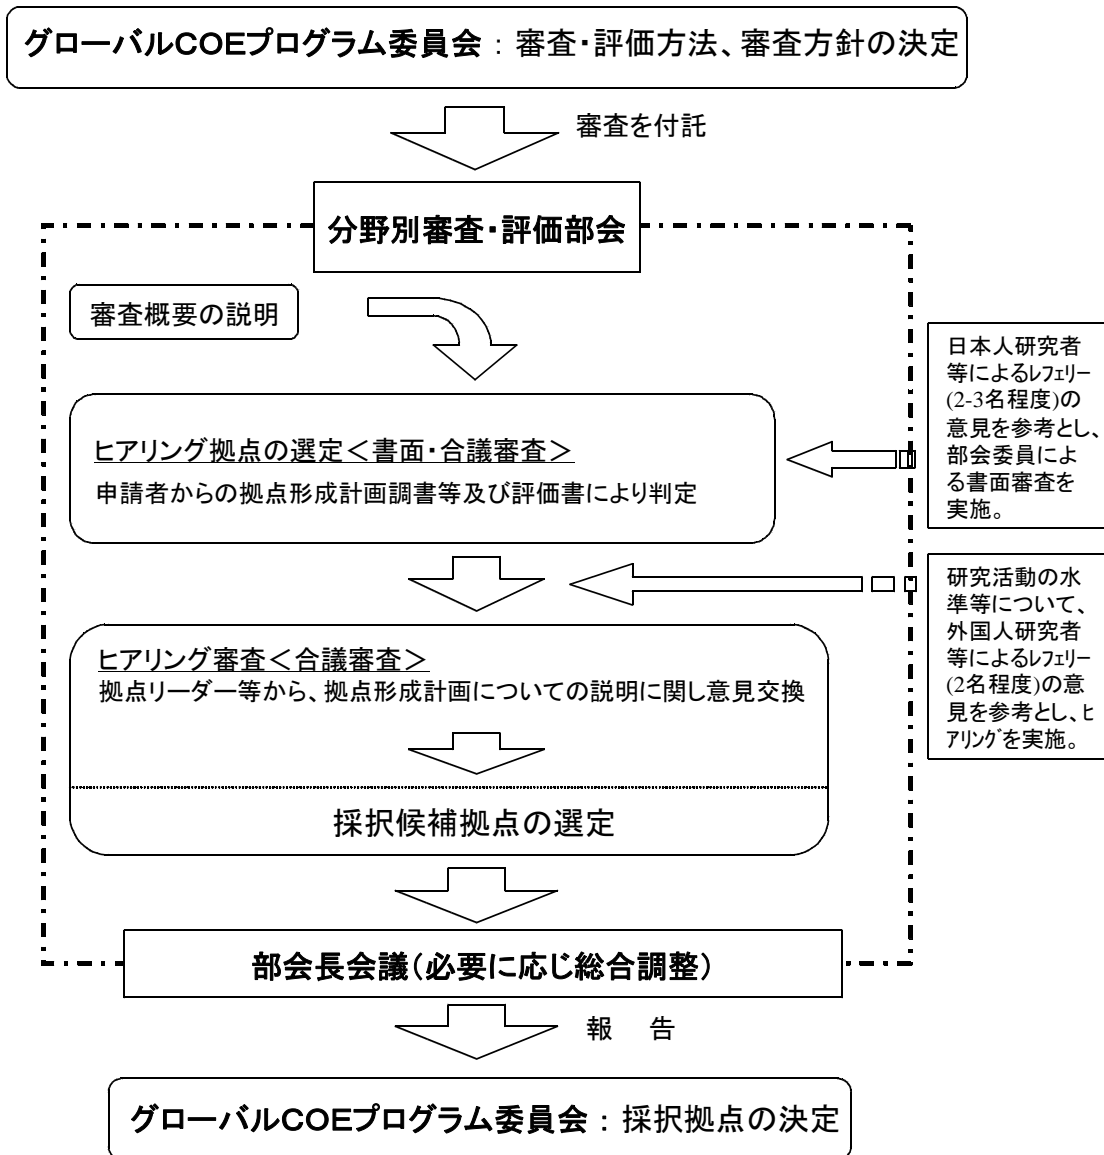 グローバルCOEプログラム委員会：審査・評価方法、審査方針の決定
審査を付託
分野別審査・評価部会
審査概要の説明
日本人研究者
等によるﾚﾌｪﾘｰ
(2-3名程度)の
意見を参考とし、
部会委員によ
る書面審査を
実施。
ヒアリング拠点の選定＜書面・合議審査＞
申請者からの拠点形成計画調書等及び評価書により判定
研究活動の水
準等について、
外国人研究者
等によるﾚﾌｪﾘｰ
(2名程度)の意
見を参考とし、ﾋ
ｱﾘﾝｸﾞを実施。
ヒアリング審査＜合議審査＞
拠点リーダー等から、拠点形成計画についての説明に関し意見交換
採択候補拠点の選定
部会長会議（必要に応じ総合調整）
報　告
グローバルCOEプログラム委員会：採択拠点の決定